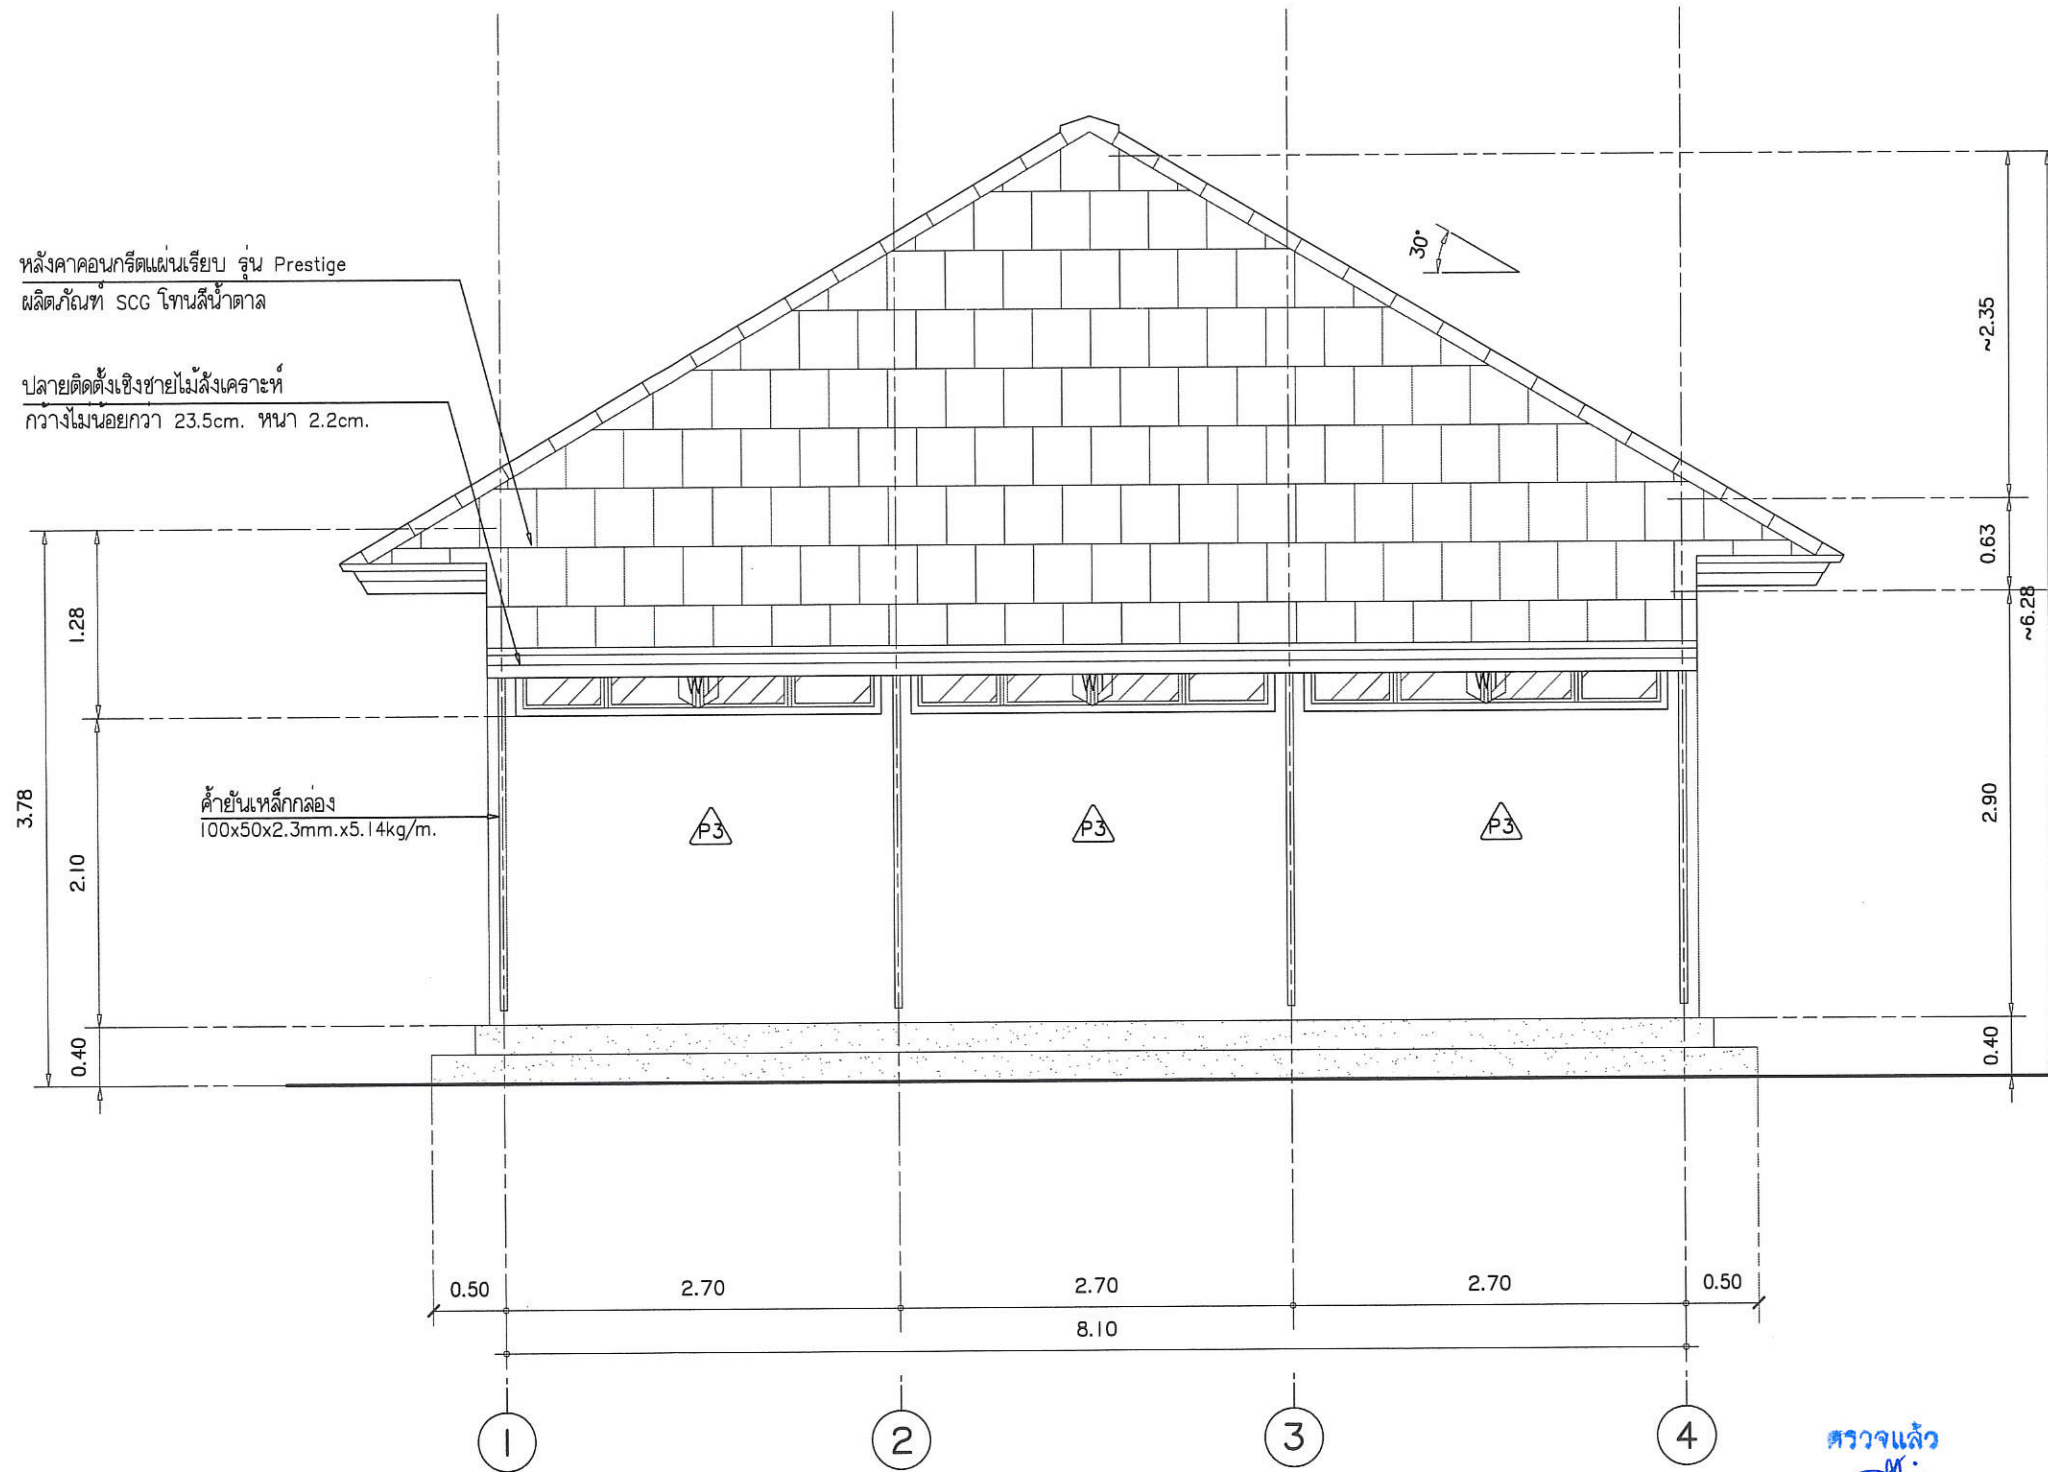 หลังคาคอนกรีตแผ่นเรียบ รุ่น Prestige
ผลิตภัณฑ์ SCG โทนสีน้ำตาล
ปลายติดตั้งเชิงชายไม้สังเคราะห์
กว้างไม่น้อยกว่า 23.5cm. หนา 2.2cm.
ค้ำยันเหล็กกล่อง
100x50x2.3mm.x5.14kg/m.
30°
3.78
1.28
2.10
0.40
~2.35
0.63
~6.28
2.90
0.40
W W W
P3 P3 P3
0.50 2.70 2.70 2.70 0.50
8.10
1 2 3 4
ตรวจแล้ว